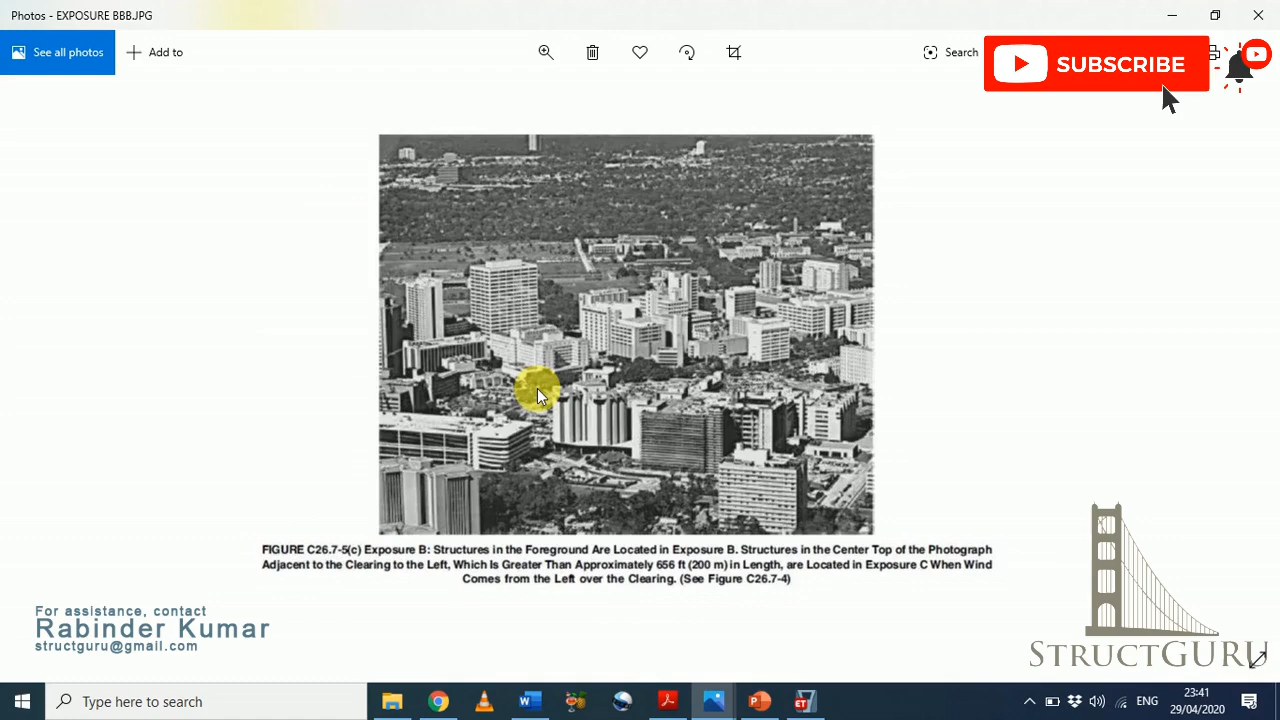 Photos - EXPOSURE BBB.JPG
See all photos
Add to
Search
SUBSCRIBE
FIGURE C26.7-5(c) Exposure B: Structures in the Foreground Are Located in Exposure B. Structures in the Center Top of the Photograph
Adjacent to the Clearing to the Left, Which Is Greater Than Approximately 656 ft (200 m) in Length, are Located in Exposure C When Wind
Comes from the Left over the Clearing. (See Figure C26.7-4)
For assistance, contact
Rabinder Kumar
structguru@gmail.com
STRUCTGURU
Type here to search
ENG
23:41
29/04/2020